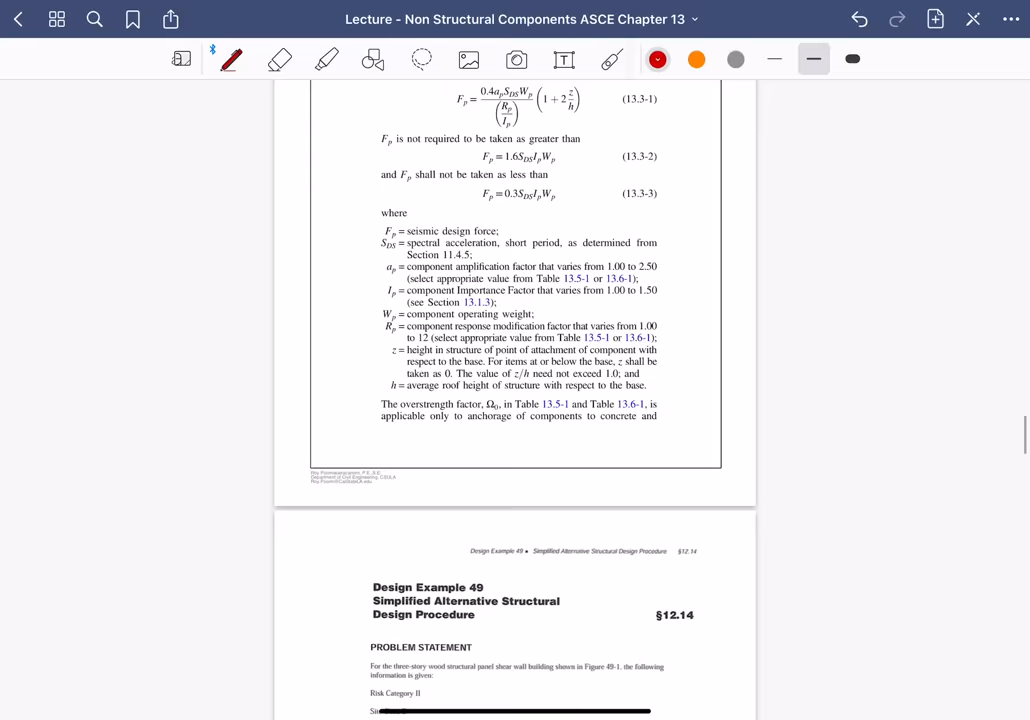 Lecture - Non Structural Components ASCE Chapter 13
T
F_p = 0.4a_pS_DSW_p / (R_p / I_p) (1 + 2 z/h) (13.3-1)
F_p is not required to be taken as greater than
F_p = 1.6S_DSI_pW_p (13.3-2)
and F_p shall not be taken as less than
F_p = 0.3S_DSI_pW_p (13.3-3)
where
F_p = seismic design force;
S_DS = spectral acceleration, short period, as determined from
Section 11.4.5;
a_p = component amplification factor that varies from 1.00 to 2.50
(select appropriate value from Table 13.5-1 or 13.6-1);
I_p = component Importance Factor that varies from 1.00 to 1.50
(see Section 13.1.3);
W_p = component operating weight;
R_p = component response modification factor that varies from 1.00
to 12 (select appropriate value from Table 13.5-1 or 13.6-1);
z = height in structure of point of attachment of component with
respect to the base. For items at or below the base, z shall be
taken as 0. The value of z/h need not exceed 1.0; and
h = average roof height of structure with respect to the base.
The overstrength factor, Ω₀, in Table 13.5-1 and Table 13.6-1, is
applicable only to anchorage of components to concrete and
Department of Civil Engineering, CSULA
Design Example 49 ▪ Simplified Alternative Structural Design Procedure §12.14
Design Example 49
Simplified Alternative Structural
Design Procedure §12.14
PROBLEM STATEMENT
For the three-story wood structural panel shear wall building shown in Figure 49-1, the following
information is given:
Risk Category II